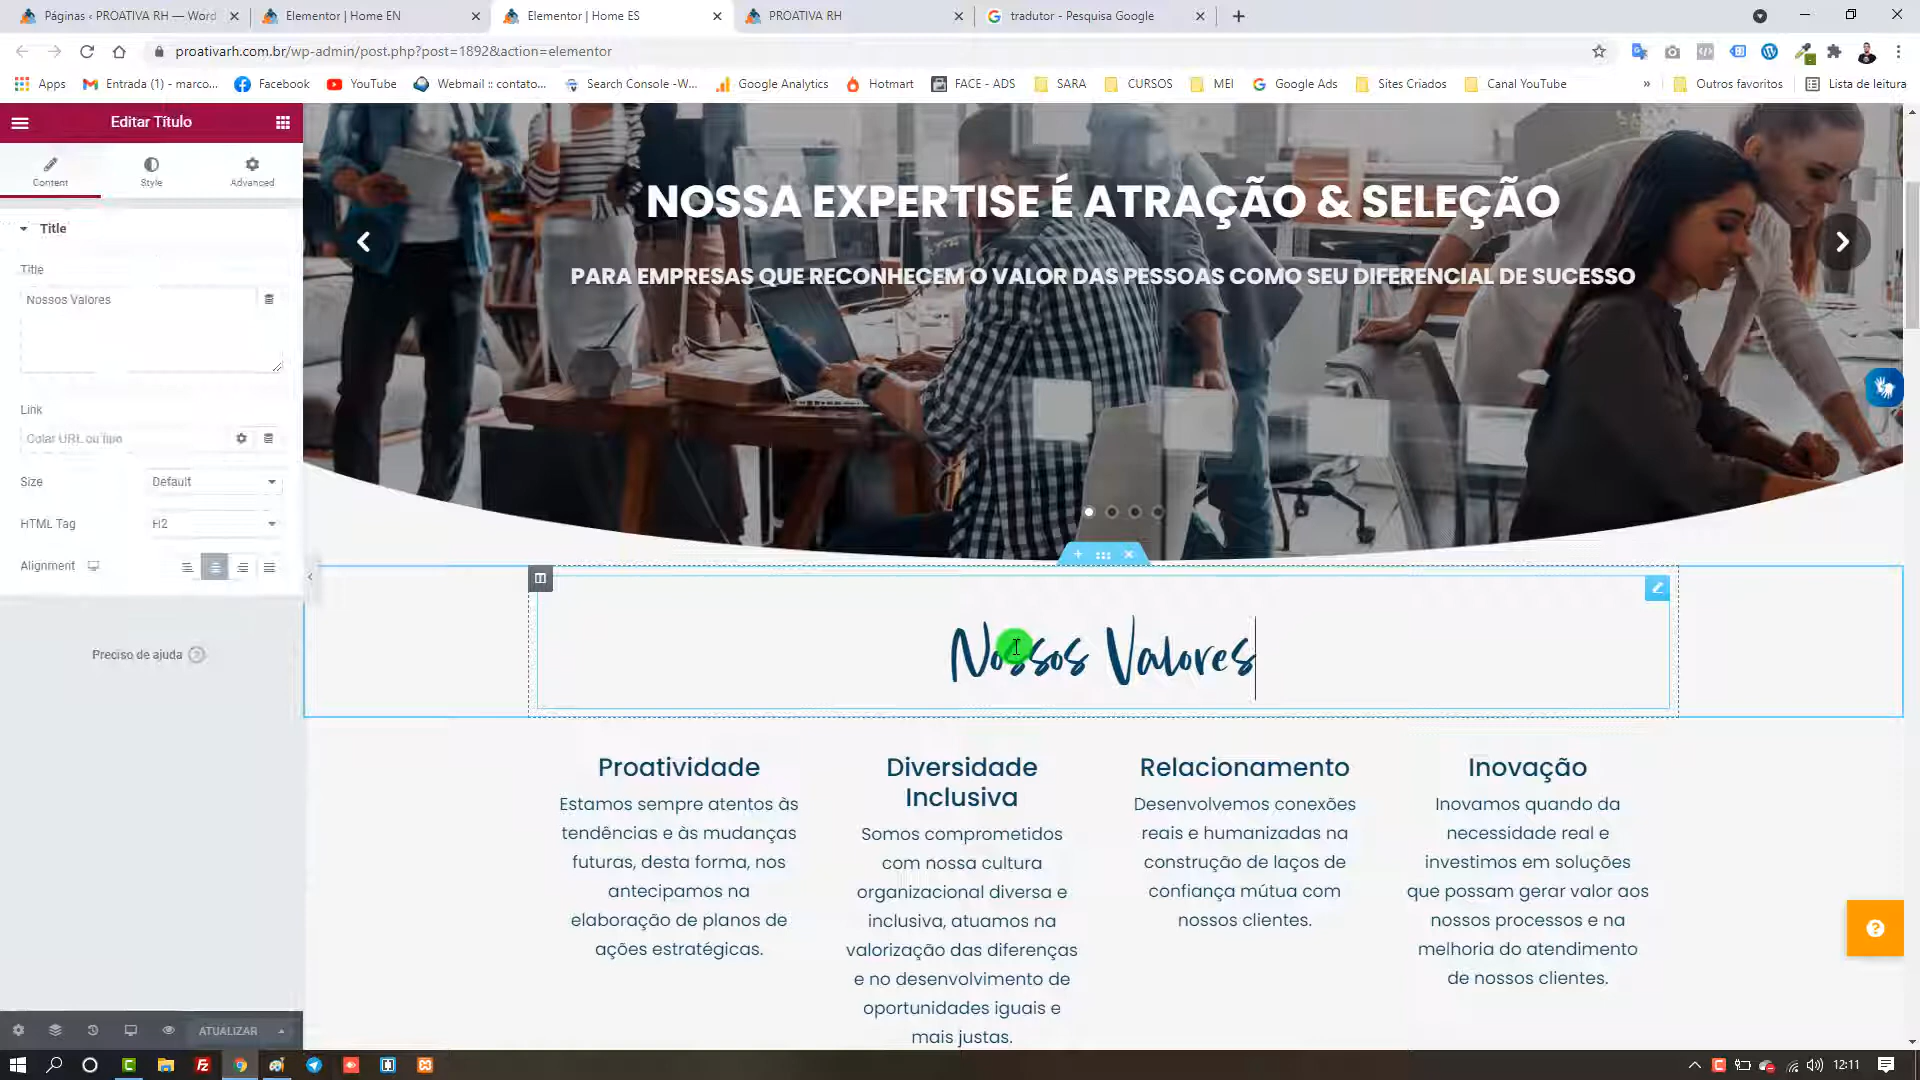 Páginas ‹ PROATIVA RH — Word
Elementor | Home EN
Elementor | Home ES
PROATIVA RH
tradutor - Pesquisa Google
proativarh.com.br/wp-admin/post.php?post=1892&action=elementor
Apps
Entrada (1) - marco...
Facebook
YouTube
Webmail :: contato...
Search Console -W...
Google Analytics
Hotmart
FACE - ADS
SARA
CURSOS
MEI
Google Ads
Sites Criados
Canal YouTube
»
Outros favoritos
Lista de leitura
Editar Título
Content
Style
Advanced
Title
Title
Nossos Valores
Link
Colar URL ou tipo
Size
Default
HTML Tag
H2
Alignment
Preciso de ajuda
ATUALIZAR
NOSSA EXPERTISE É ATRAÇÃO & SELEÇÃO
PARA EMPRESAS QUE RECONHECEM O VALOR DAS PESSOAS COMO SEU DIFERENCIAL DE SUCESSO
Nossos Valores
Proatividade
Estamos sempre atentos às
tendências e às mudanças
futuras, desta forma, nos
antecipamos na
elaboração de planos de
ações estratégicas.
Diversidade
Inclusiva
Somos comprometidos
com nossa cultura
organizacional diversa e
inclusiva, atuamos na
valorização das diferenças
e no desenvolvimento de
oportunidades iguais e
mais justas.
Relacionamento
Desenvolvemos conexões
reais e humanizadas na
construção de laços de
confiança mútua com
nossos clientes.
Inovação
Inovamos quando da
necessidade real e
investimos em soluções
que possam gerar valor aos
nossos processos e na
melhoria do atendimento
de nossos clientes.
12:11